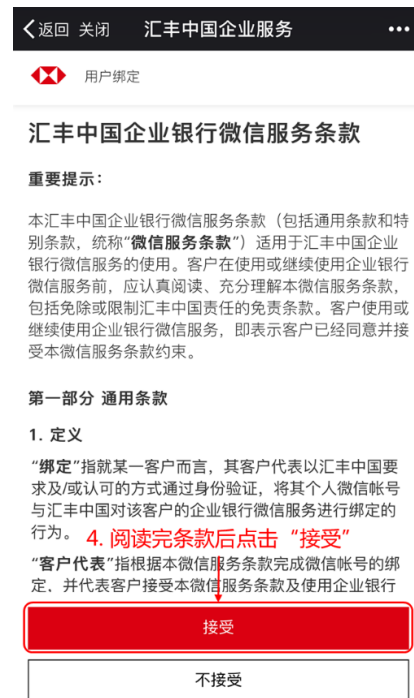 返回 关闭 汇丰中国企业服务
用户绑定
汇丰中国企业银行微信服务条款
重要提示：
本汇丰中国企业银行微信服务条款（包括通用条款和特
别条款，统称“微信服务条款”）适用于汇丰中国企业
银行微信服务的使用。客户在使用或继续使用企业银行
微信服务前，应认真阅读、充分理解本微信服务条款，
包括免除或限制汇丰中国责任的免责条款。客户使用或
继续使用企业银行微信服务，即表示客户已经同意并接
受本微信服务条款约束。
第一部分 通用条款
1. 定义
“绑定”指就某一客户而言，其客户代表以汇丰中国要
求及/或认可的方式通过身份验证，将其个人微信帐号
与汇丰中国对该客户的企业银行微信服务进行绑定的
行为。
4. 阅读完条款后点击“接受”
“客户代表”指根据本微信服务条款完成微信帐号的绑
定，并代表客户接受本微信服务条款及使用企业银行
接受
不接受